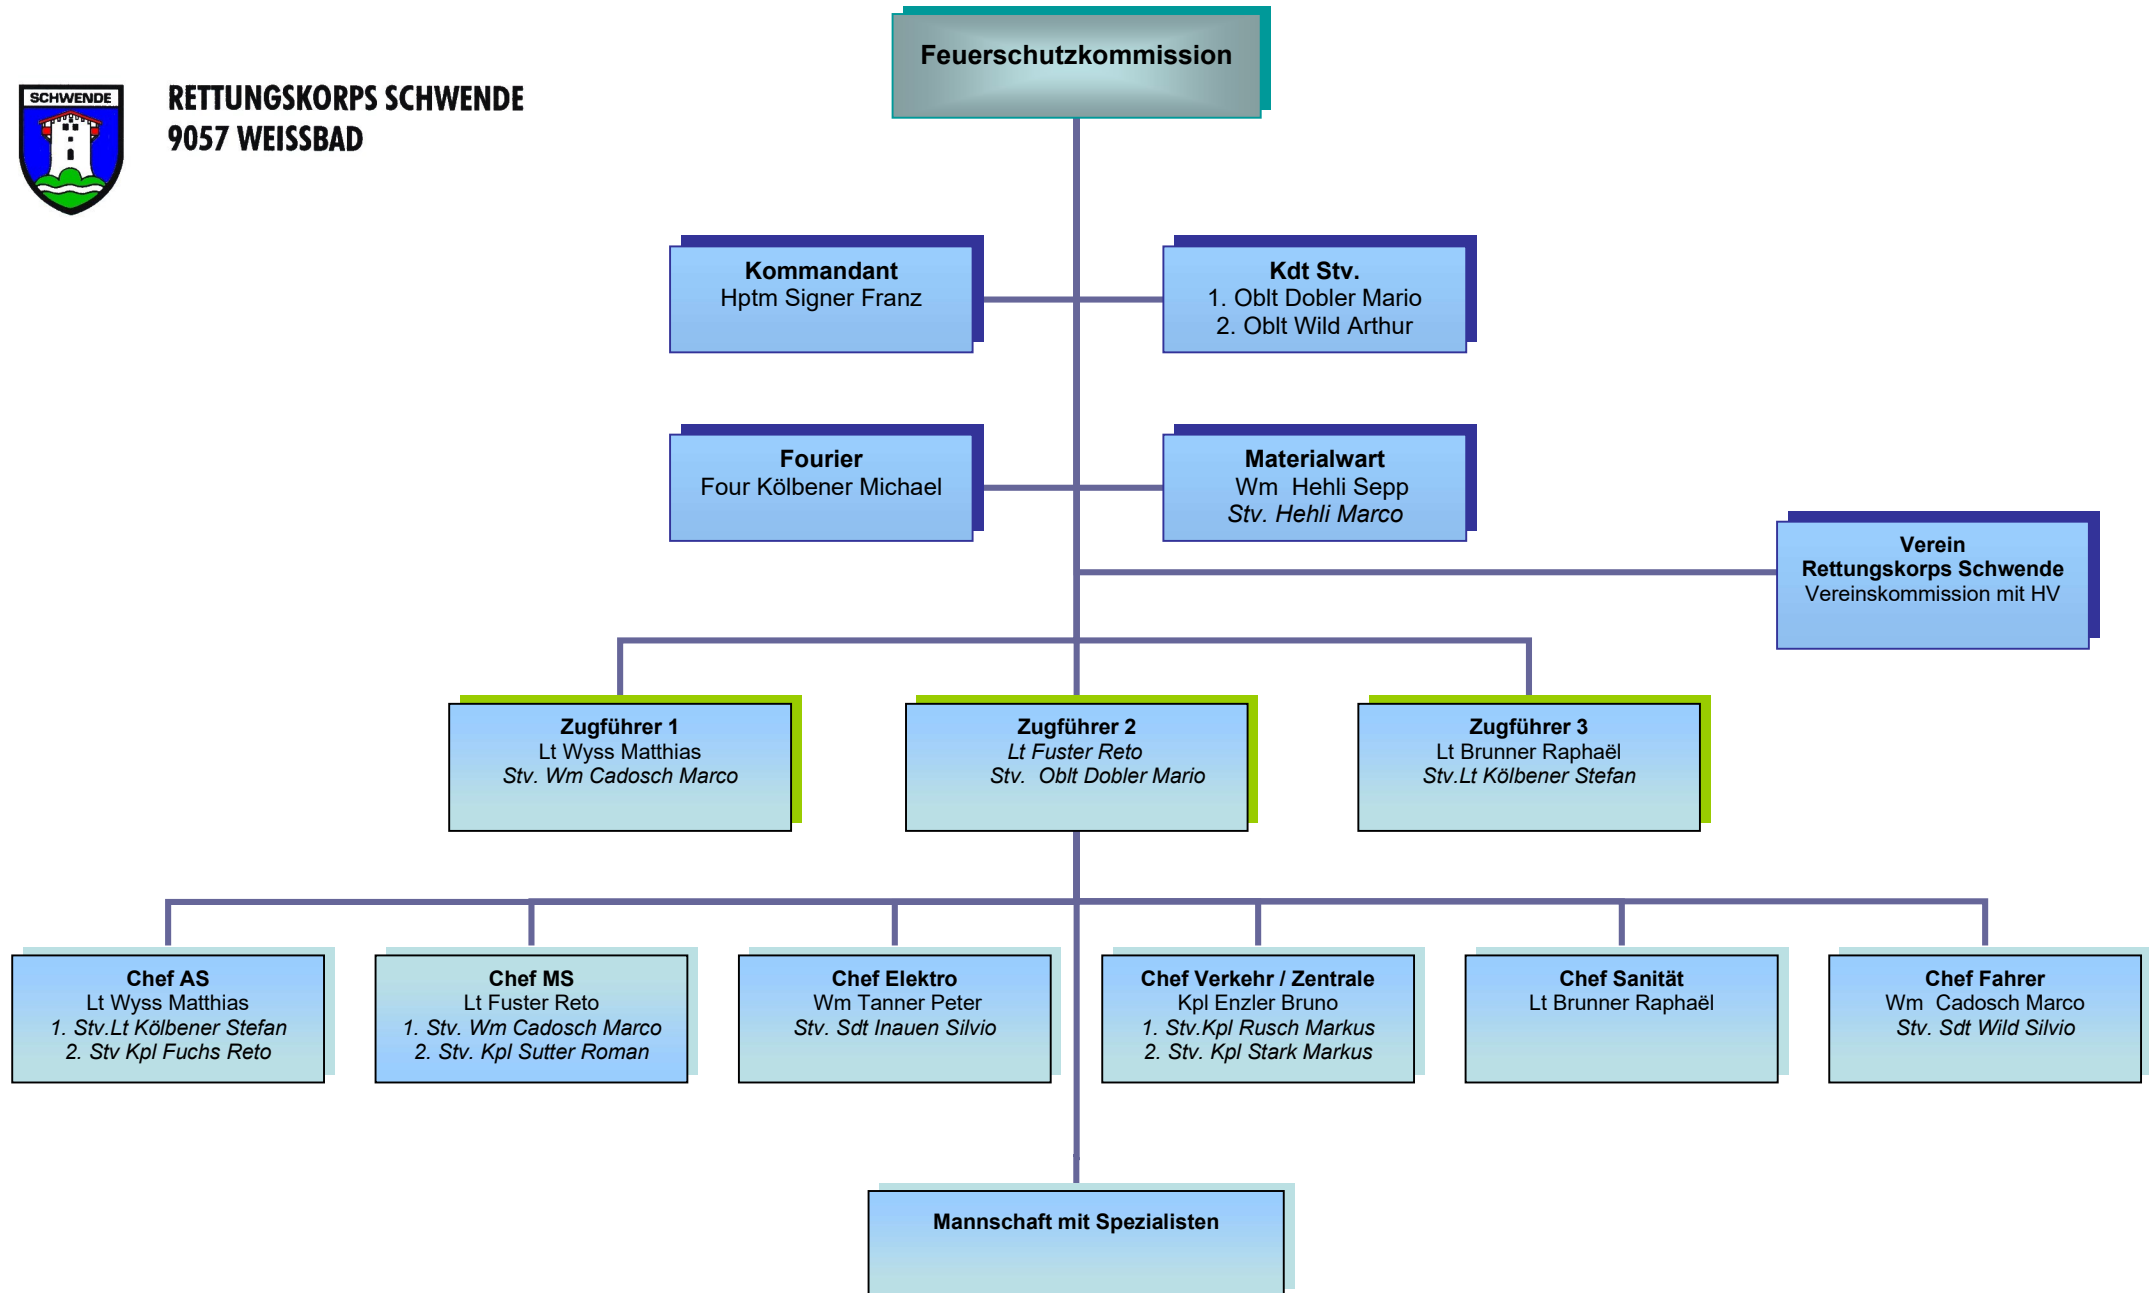 Feuerschutzkommission
SCHWENDE
RETTUNGSKORPS SCHWENDE
9057 WEISSBAD
Kommandant
Hptm Signer Franz
Kdt Stv.
1. Oblt Dobler Mario
2. Oblt Wild Arthur
Fourier
Four Kölbener Michael
Materialwart
Wm  Hehli Sepp
Stv. Hehli Marco
Verein
Rettungskorps Schwende
Vereinskommission mit HV
Zugführer 1
Lt Wyss Matthias
Stv. Wm Cadosch Marco
Zugführer 2
Lt Fuster Reto
Stv.  Oblt Dobler Mario
Zugführer 3
Lt Brunner Raphaël
Stv.Lt Kölbener Stefan
Chef AS
Lt Wyss Matthias
1. Stv.Lt Kölbener Stefan
2. Stv Kpl Fuchs Reto
Chef MS
Lt Fuster Reto
1. Stv. Wm Cadosch Marco
2. Stv. Kpl Sutter Roman
Chef Elektro
Wm Tanner Peter
Stv. Sdt Inauen Silvio
Chef Verkehr / Zentrale
Kpl Enzler Bruno
1. Stv.Kpl Rusch Markus
2. Stv. Kpl Stark Markus
Chef Sanität
Lt Brunner Raphaël
Chef Fahrer
Wm  Cadosch Marco
Stv. Sdt Wild Silvio
Mannschaft mit Spezialisten